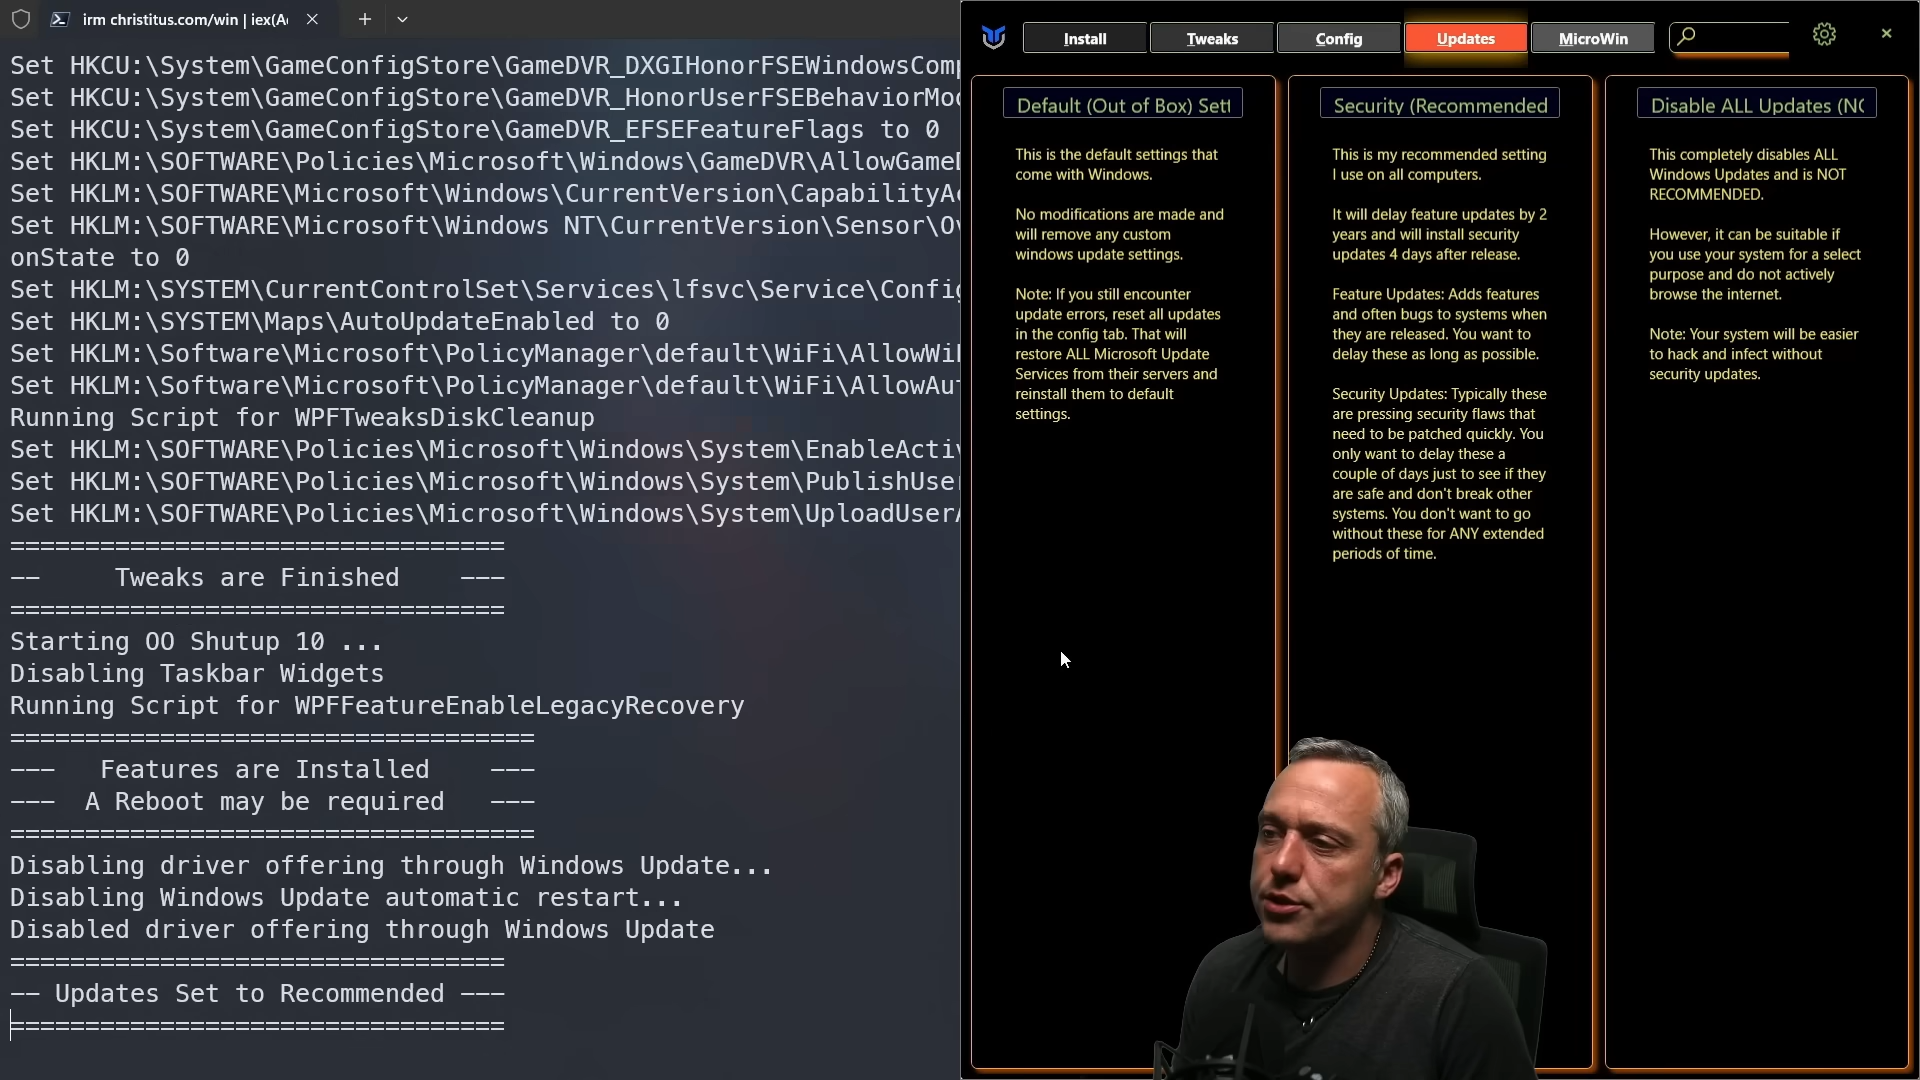 irm christitus.com/win | iex(A
Set HKCU:\System\GameConfigStore\GameDVR_DXGIHonorFSEWindowsComp
Set HKCU:\System\GameConfigStore\GameDVR_HonorUserFSEBehaviorMod
Set HKCU:\System\GameConfigStore\GameDVR_EFSEFeatureFlags to 0
Set HKLM:\SOFTWARE\Policies\Microsoft\Windows\GameDVR\AllowGameD
Set HKLM:\SOFTWARE\Microsoft\Windows\CurrentVersion\CapabilityAc
Set HKLM:\SOFTWARE\Microsoft\Windows NT\CurrentVersion\Sensor\Ov
onState to 0
Set HKLM:\SYSTEM\CurrentControlSet\Services\lfsvc\Service\Config
Set HKLM:\SYSTEM\Maps\AutoUpdateEnabled to 0
Set HKLM:\Software\Microsoft\PolicyManager\default\WiFi\AllowWiF
Set HKLM:\Software\Microsoft\PolicyManager\default\WiFi\AllowAut
Running Script for WPFTweaksDiskCleanup
Set HKLM:\SOFTWARE\Policies\Microsoft\Windows\System\EnableActiv
Set HKLM:\SOFTWARE\Policies\Microsoft\Windows\System\PublishUser
Set HKLM:\SOFTWARE\Policies\Microsoft\Windows\System\UploadUserA
=================================
--     Tweaks are Finished    ---
=================================
Starting OO Shutup 10 ...
Disabling Taskbar Widgets
Running Script for WPFFeatureEnableLegacyRecovery
===================================
---   Features are Installed    ---
---  A Reboot may be required   ---
===================================
Disabling driver offering through Windows Update...
Disabling Windows Update automatic restart...
Disabled driver offering through Windows Update
=================================
-- Updates Set to Recommended ---
=================================
Install
Tweaks
Config
Updates
MicroWin
Default (Out of Box) Sett
This is the default settings that
come with Windows.
No modifications are made and
will remove any custom
windows update settings.
Note: If you still encounter
update errors, reset all updates
in the config tab. That will
restore ALL Microsoft Update
Services from their servers and
reinstall them to default
settings.
Security (Recommended
This is my recommended setting
I use on all computers.
It will delay feature updates by 2
years and will install security
updates 4 days after release.
Feature Updates: Adds features
and often bugs to systems when
they are released. You want to
delay these as long as possible.
Security Updates: Typically these
are pressing security flaws that
need to be patched quickly. You
only want to delay these a
couple of days just to see if they
are safe and don't break other
systems. You don't want to go
without these for ANY extended
periods of time.
Disable ALL Updates (NO
This completely disables ALL
Windows Updates and is NOT
RECOMMENDED.
However, it can be suitable if
you use your system for a select
purpose and do not actively
browse the internet.
Note: Your system will be easier
to hack and infect without
security updates.